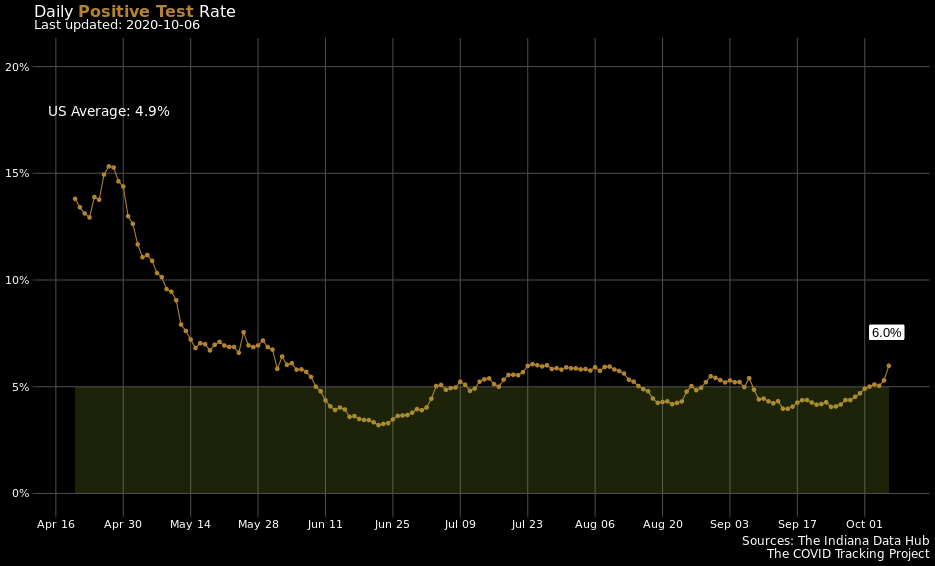 Daily Positive Test Rate
Last updated: 2020-10-06
20%
US Average: 4.9%
15%
10%
6.0%
5%
0%
Apr 16 Apr 30 May 14 May 28 Jun 11 Jun 25 Jul 09 Jul 23 Aug 06 Aug 20 Sep 03 Sep 17 Oct 01
Sources: The Indiana Data Hub
The COVID Tracking Project